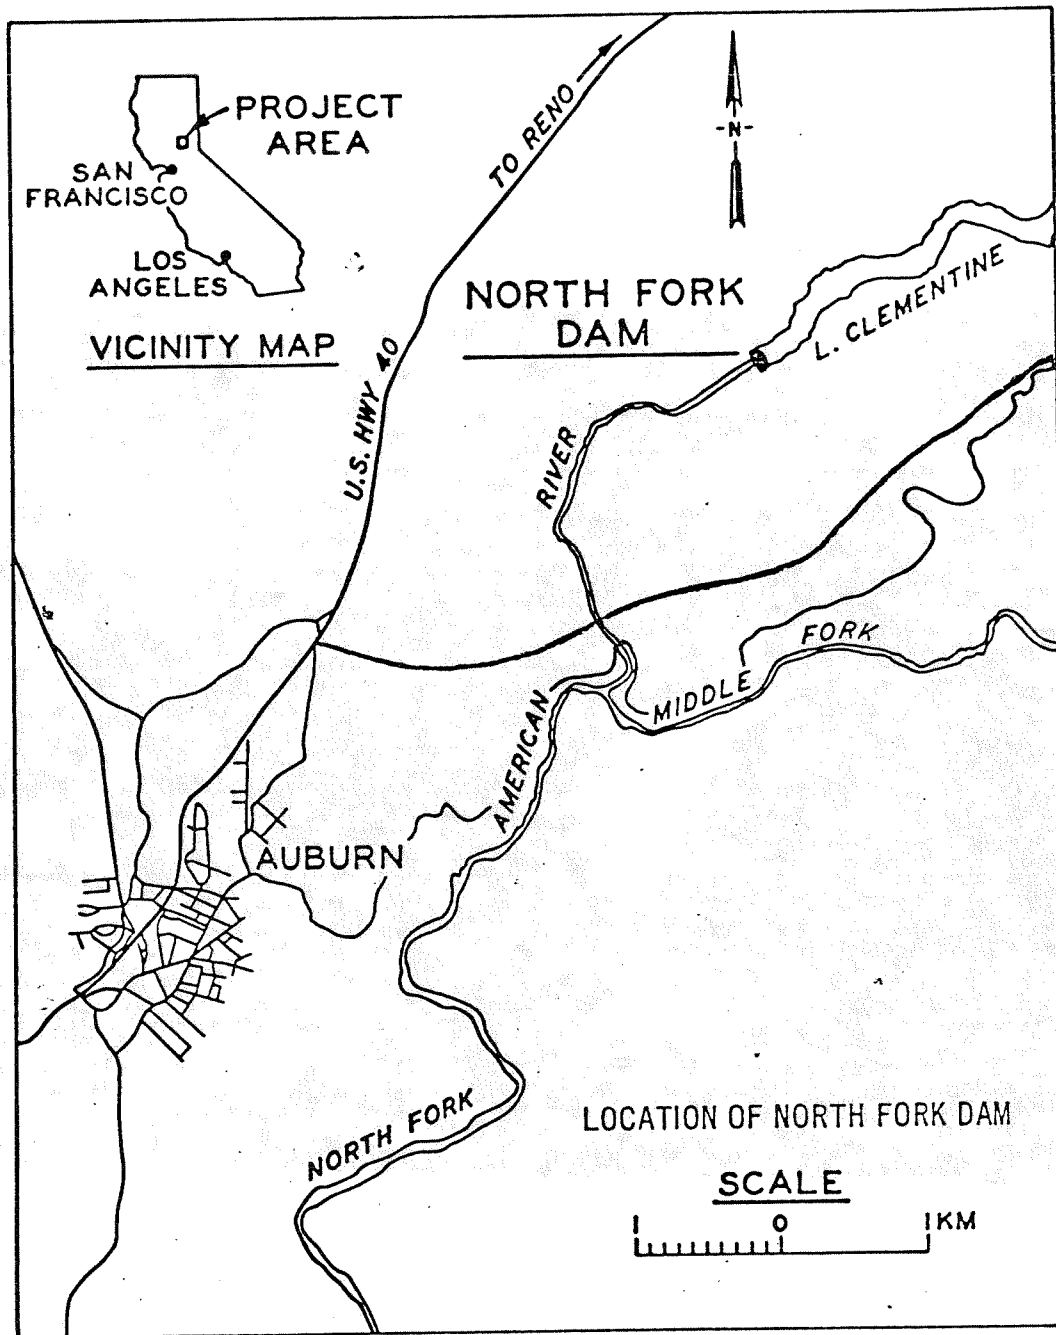 PROJECT
AREA
SAN
FRANCISCO
LOS
ANGELES
VICINITY MAP
TO RENO
-N-
NORTH FORK
DAM
L. CLEMENTINE
U.S. HWY 40
RIVER
FORK
MIDDLE
AMERICAN
AUBURN
NORTH FORK
LOCATION OF NORTH FORK DAM
SCALE
1 0 1 KM